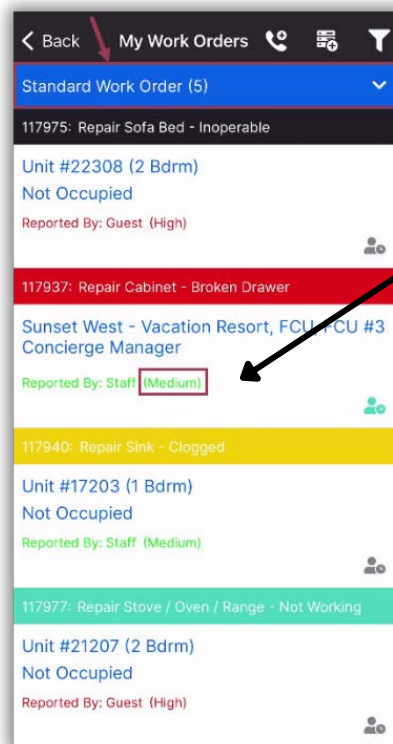 Back My Work Orders
Standard Work Order (5)
117975: Repair Sofa Bed - Inoperable
Unit #22308 (2 Bdrm)
Not Occupied
Reported By: Guest (High)
117937: Repair Cabinet - Broken Drawer
Sunset West - Vacation Resort, FCU, FCU #3
Concierge Manager
Reported By: Staff (Medium)
117940: Repair Sink - Clogged
Unit #17203 (1 Bdrm)
Not Occupied
Reported By: Staff (Medium)
117977: Repair Stove / Oven / Range - Not Working
Unit #21207 (2 Bdrm)
Not Occupied
Reported By: Guest (High)